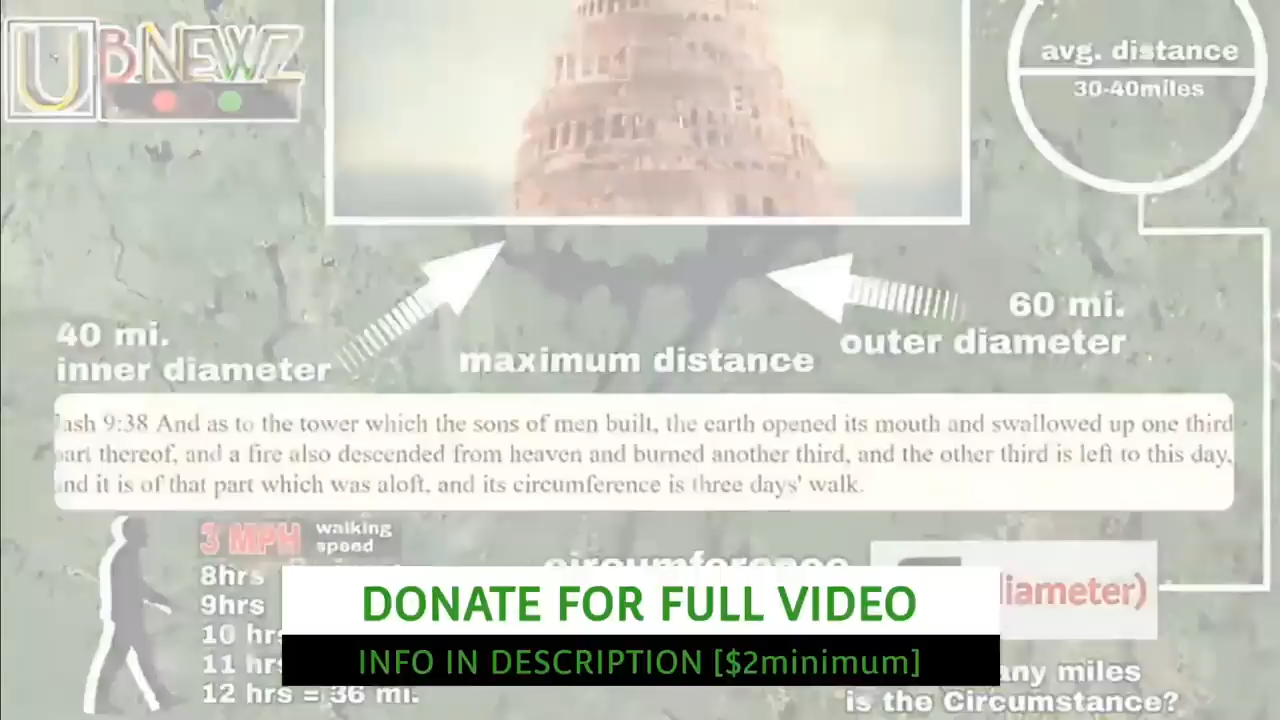 UBNEWZ
avg. distance
30-40miles
40 mi.
inner diameter
maximum distance
60 mi.
outer diameter
Jash 9:38 And as to the tower which the sons of men built, the earth opened its mouth and swallowed up one third
part thereof, and a fire also descended from heaven and burned another third, and the other third is left to this day,
and it is of that part which was aloft, and its circumference is three days' walk.
3 MPH walking
speed
circumference
8hrs
9hrs
10 hrs
11 hrs
12 hrs = 36 mi.
diameter)
DONATE FOR FULL VIDEO
INFO IN DESCRIPTION [$2minimum]
any miles
is the Circumstance?